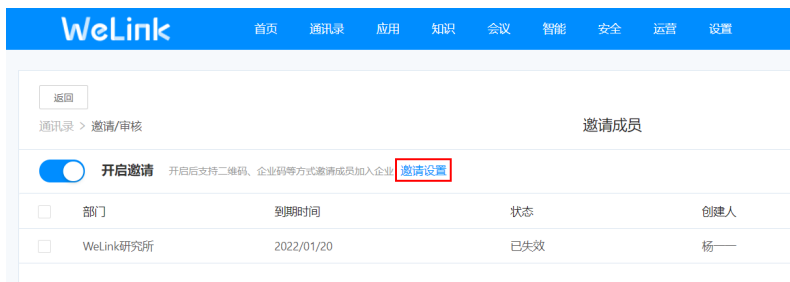 WeLink 首页 通讯录 应用 知识 会议 智能 安全 运营 设置
返回
通讯录 > 邀请/审核 邀请成员
开启邀请 开启后支持二维码、企业码等方式邀请成员加入企业 邀请设置
部门 到期时间 状态 创建人
WeLink研究所 2022/01/20 已失效 杨一一